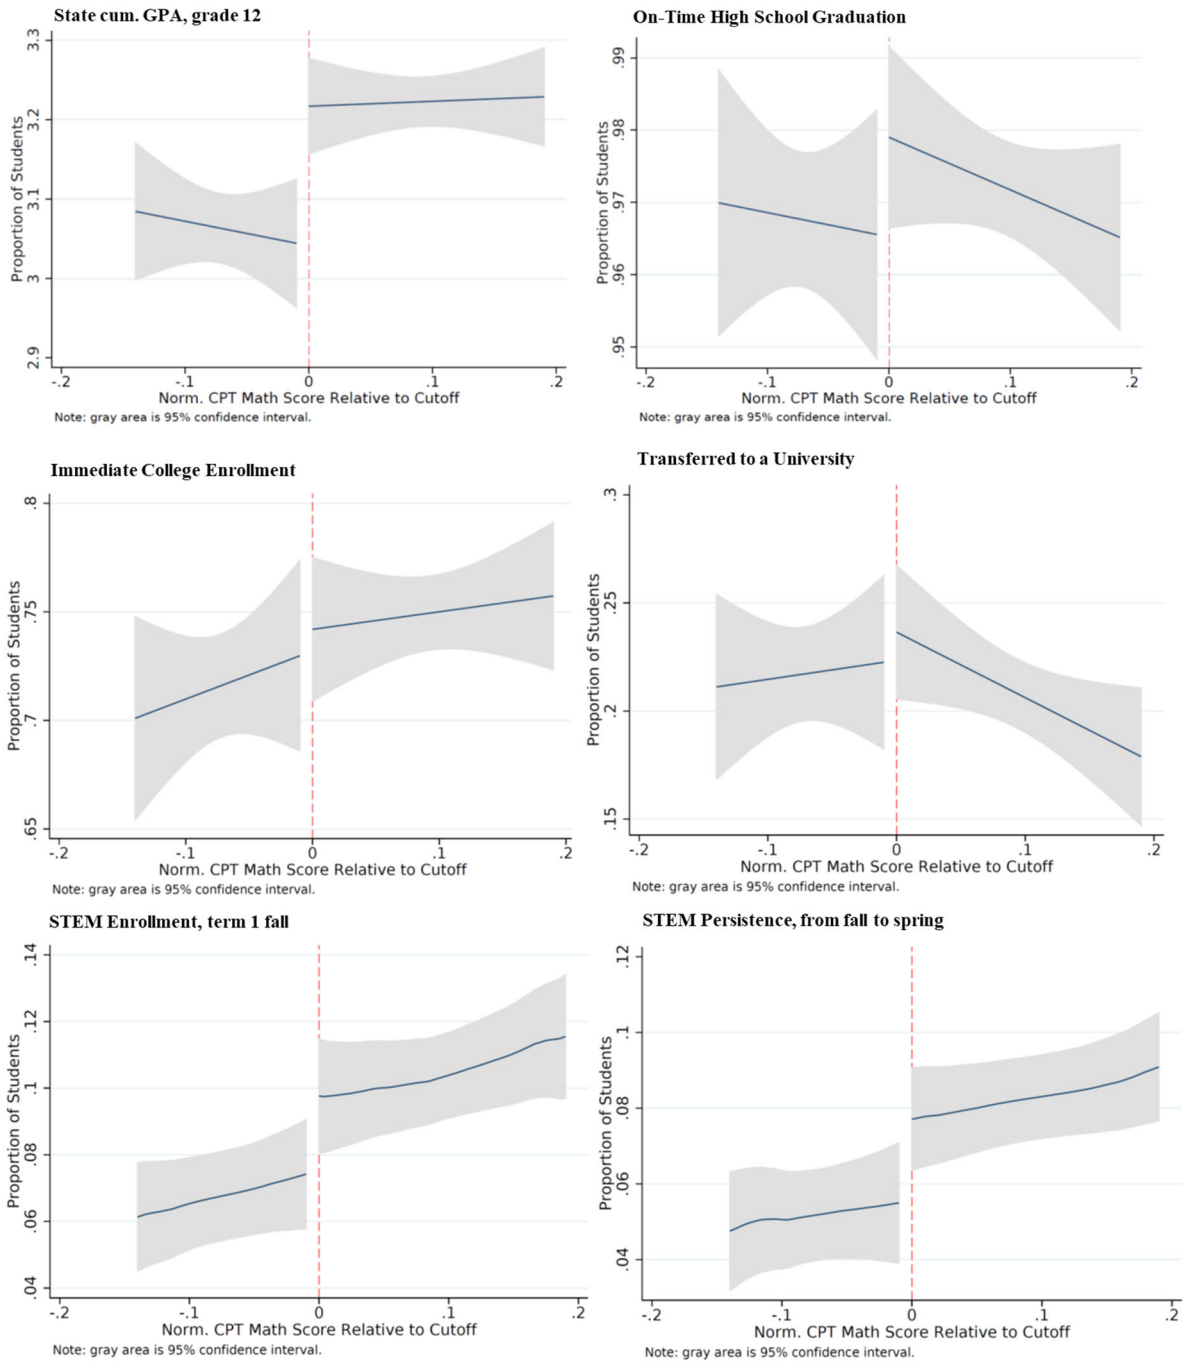 State cum. GPA, grade 12
Proportion of Students
3.3
3.2
3.1
3
2.9
-.2 -.1 0 .1 .2
Norm. CPT Math Score Relative to Cutoff
Note: gray area is 95% confidence interval.
On-Time High School Graduation
Proportion of Students
.99
.98
.97
.96
.95
-.2 -.1 0 .1 .2
Norm. CPT Math Score Relative to Cutoff
Note: gray area is 95% confidence interval.
Immediate College Enrollment
Proportion of Students
.8
.75
.7
.65
-.2 -.1 0 .1 .2
Norm. CPT Math Score Relative to Cutoff
Note: gray area is 95% confidence interval.
Transferred to a University
Proportion of Students
.3
.25
.2
.15
-.2 -.1 0 .1 .2
Norm. CPT Math Score Relative to Cutoff
Note: gray area is 95% confidence interval.
STEM Enrollment, term 1 fall
Proportion of Students
.14
.12
.1
.08
.06
.04
-.2 -.1 0 .1 .2
Norm. CPT Math Score Relative to Cutoff
Note: gray area is 95% confidence interval.
STEM Persistence, from fall to spring
Proportion of Students
.12
.1
.08
.06
.04
-.2 -.1 0 .1 .2
Norm. CPT Math Score Relative to Cutoff
Note: gray area is 95% confidence interval.